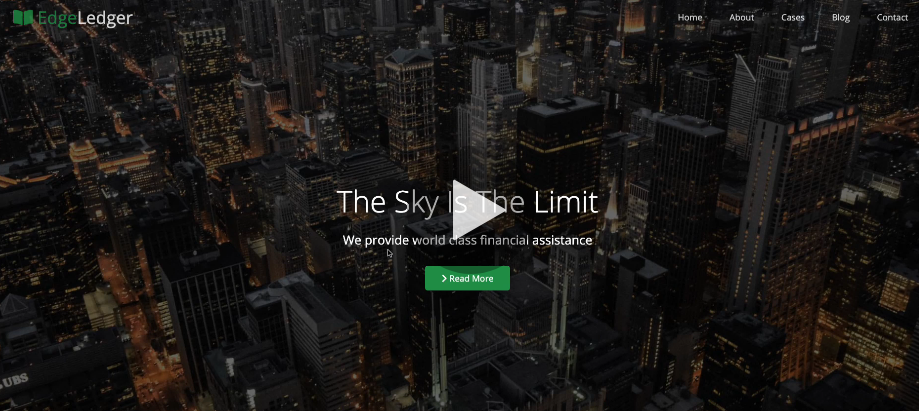 EdgeLedger
Home
About
Cases
Blog
Contact
The Sky Is The Limit
We provide world class financial assistance
Read More
UBS